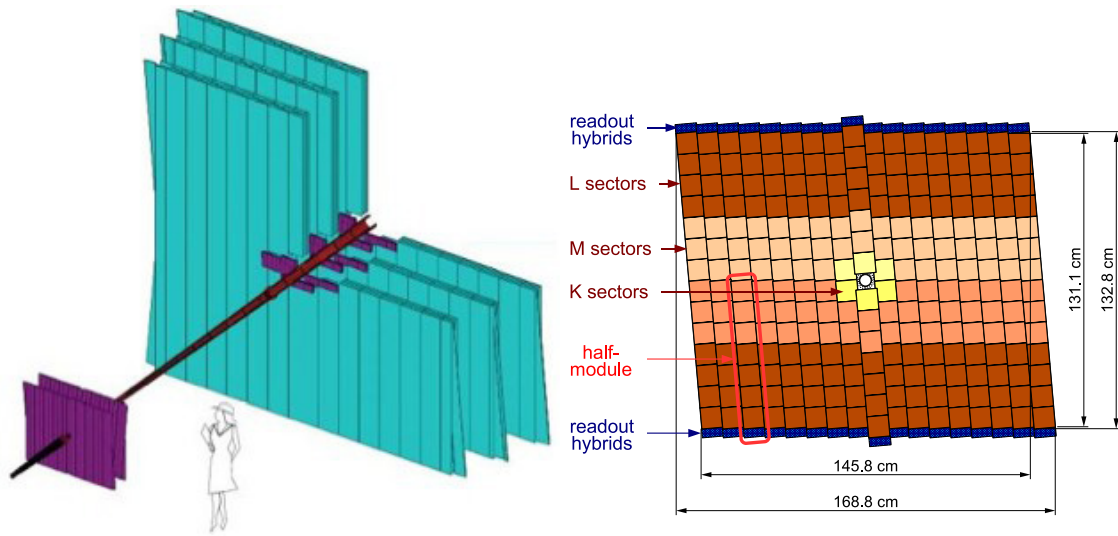 readout
hybrids
L sectors
M sectors
K sectors
half-
module
readout
hybrids
131.1 cm
132.8 cm
145.8 cm
168.8 cm